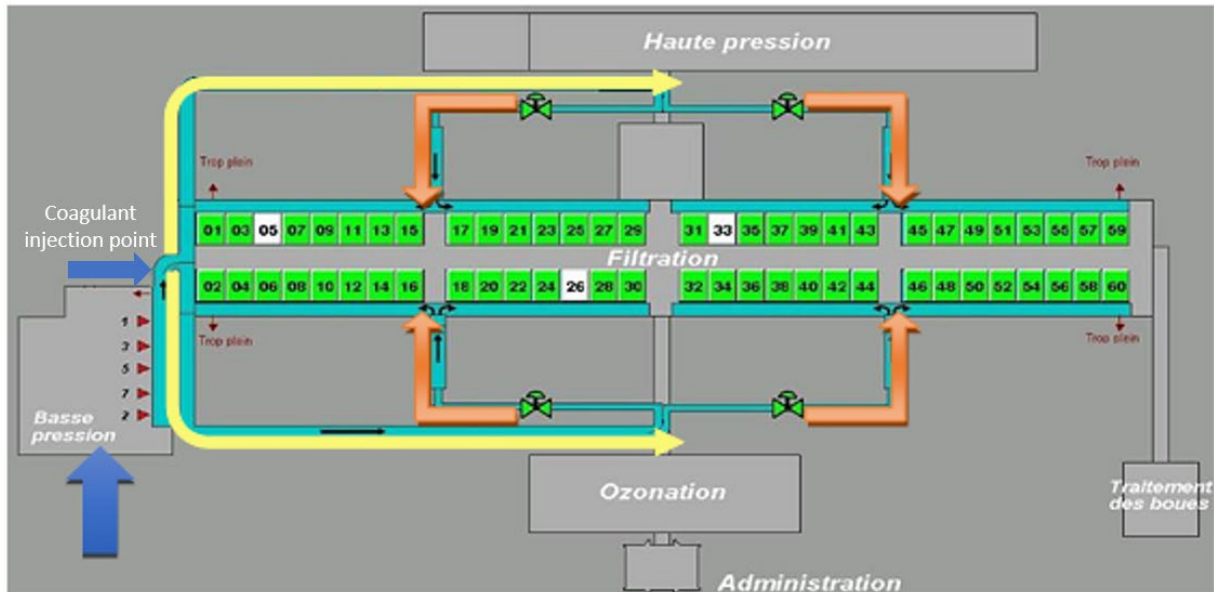 Haute pression
Trop plein
Trop plein
Coagulant
injection point
01 03 05 07 09 11 13 15 17 19 21 23 25 27 29 31 33 35 37 39 41 43 45 47 49 51 53 55 57 59
Filtration
02 04 06 08 10 12 14 16 18 20 22 24 26 28 30 32 34 36 38 40 42 44 46 48 50 52 54 56 58 60
1
3
5
7
2
Trop plein
Trop plein
Basse
pression
Ozonation
Traitement
des boues
Administration